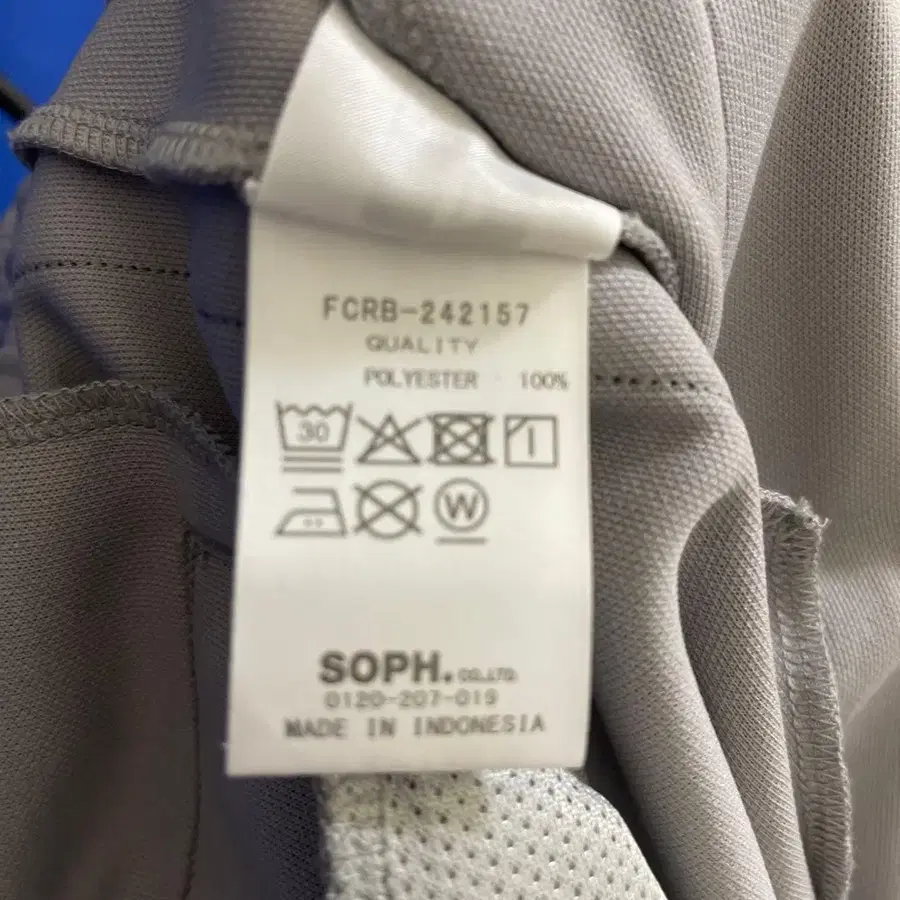 FCRB-242157
QUALITY
POLYESTER 100%
30
W
SOPH. CO.,LTD.
0120-207-019
MADE IN INDONESIA